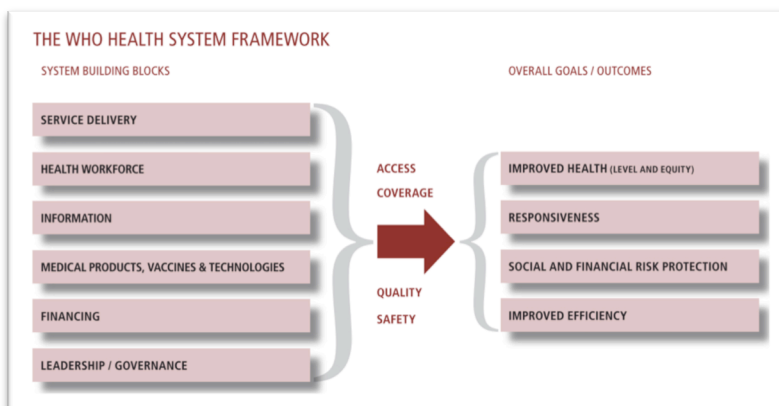 THE WHO HEALTH SYSTEM FRAMEWORK
SYSTEM BUILDING BLOCKS
SERVICE DELIVERY
HEALTH WORKFORCE
INFORMATION
MEDICAL PRODUCTS, VACCINES & TECHNOLOGIES
FINANCING
LEADERSHIP / GOVERNANCE
ACCESS
COVERAGE
QUALITY
SAFETY
OVERALL GOALS / OUTCOMES
IMPROVED HEALTH (LEVEL AND EQUITY)
RESPONSIVENESS
SOCIAL AND FINANCIAL RISK PROTECTION
IMPROVED EFFICIENCY